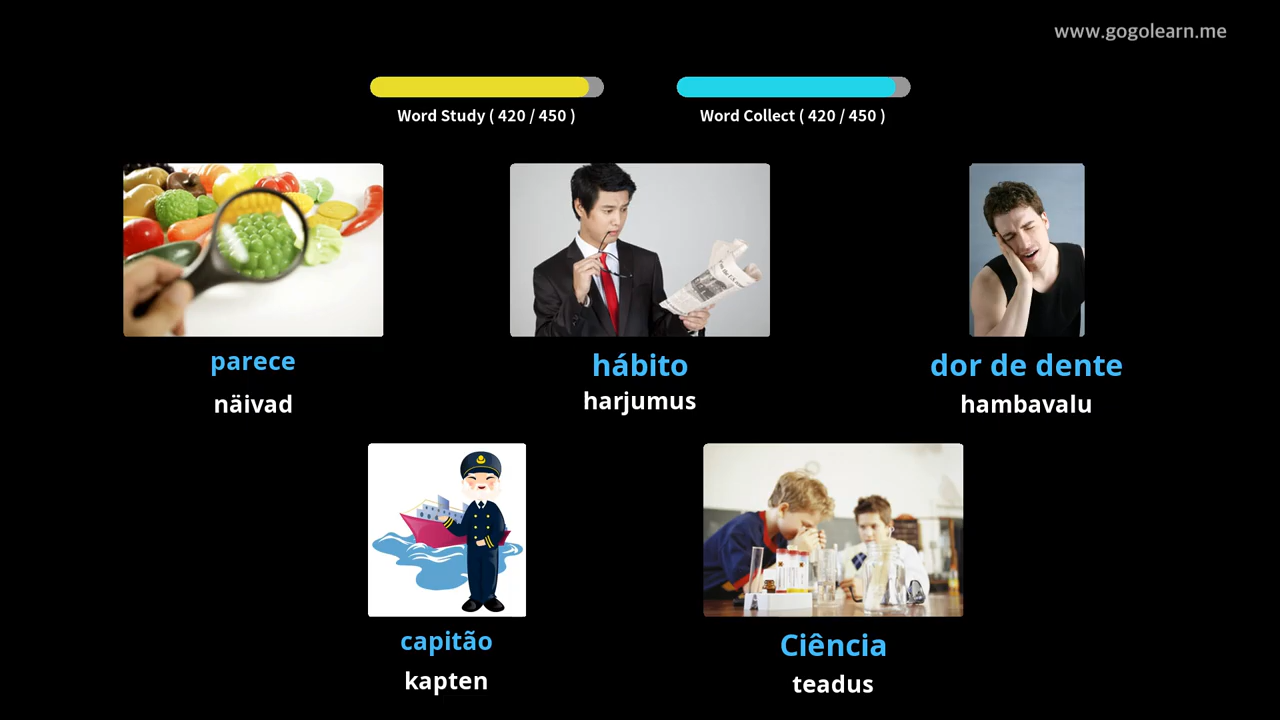 www.gogolearn.me
Word Study ( 420 / 450 )
Word Collect ( 420 / 450 )
parece
näivad
hábito
harjumus
dor de dente
hambavalu
capitão
kapten
Ciência
teadus